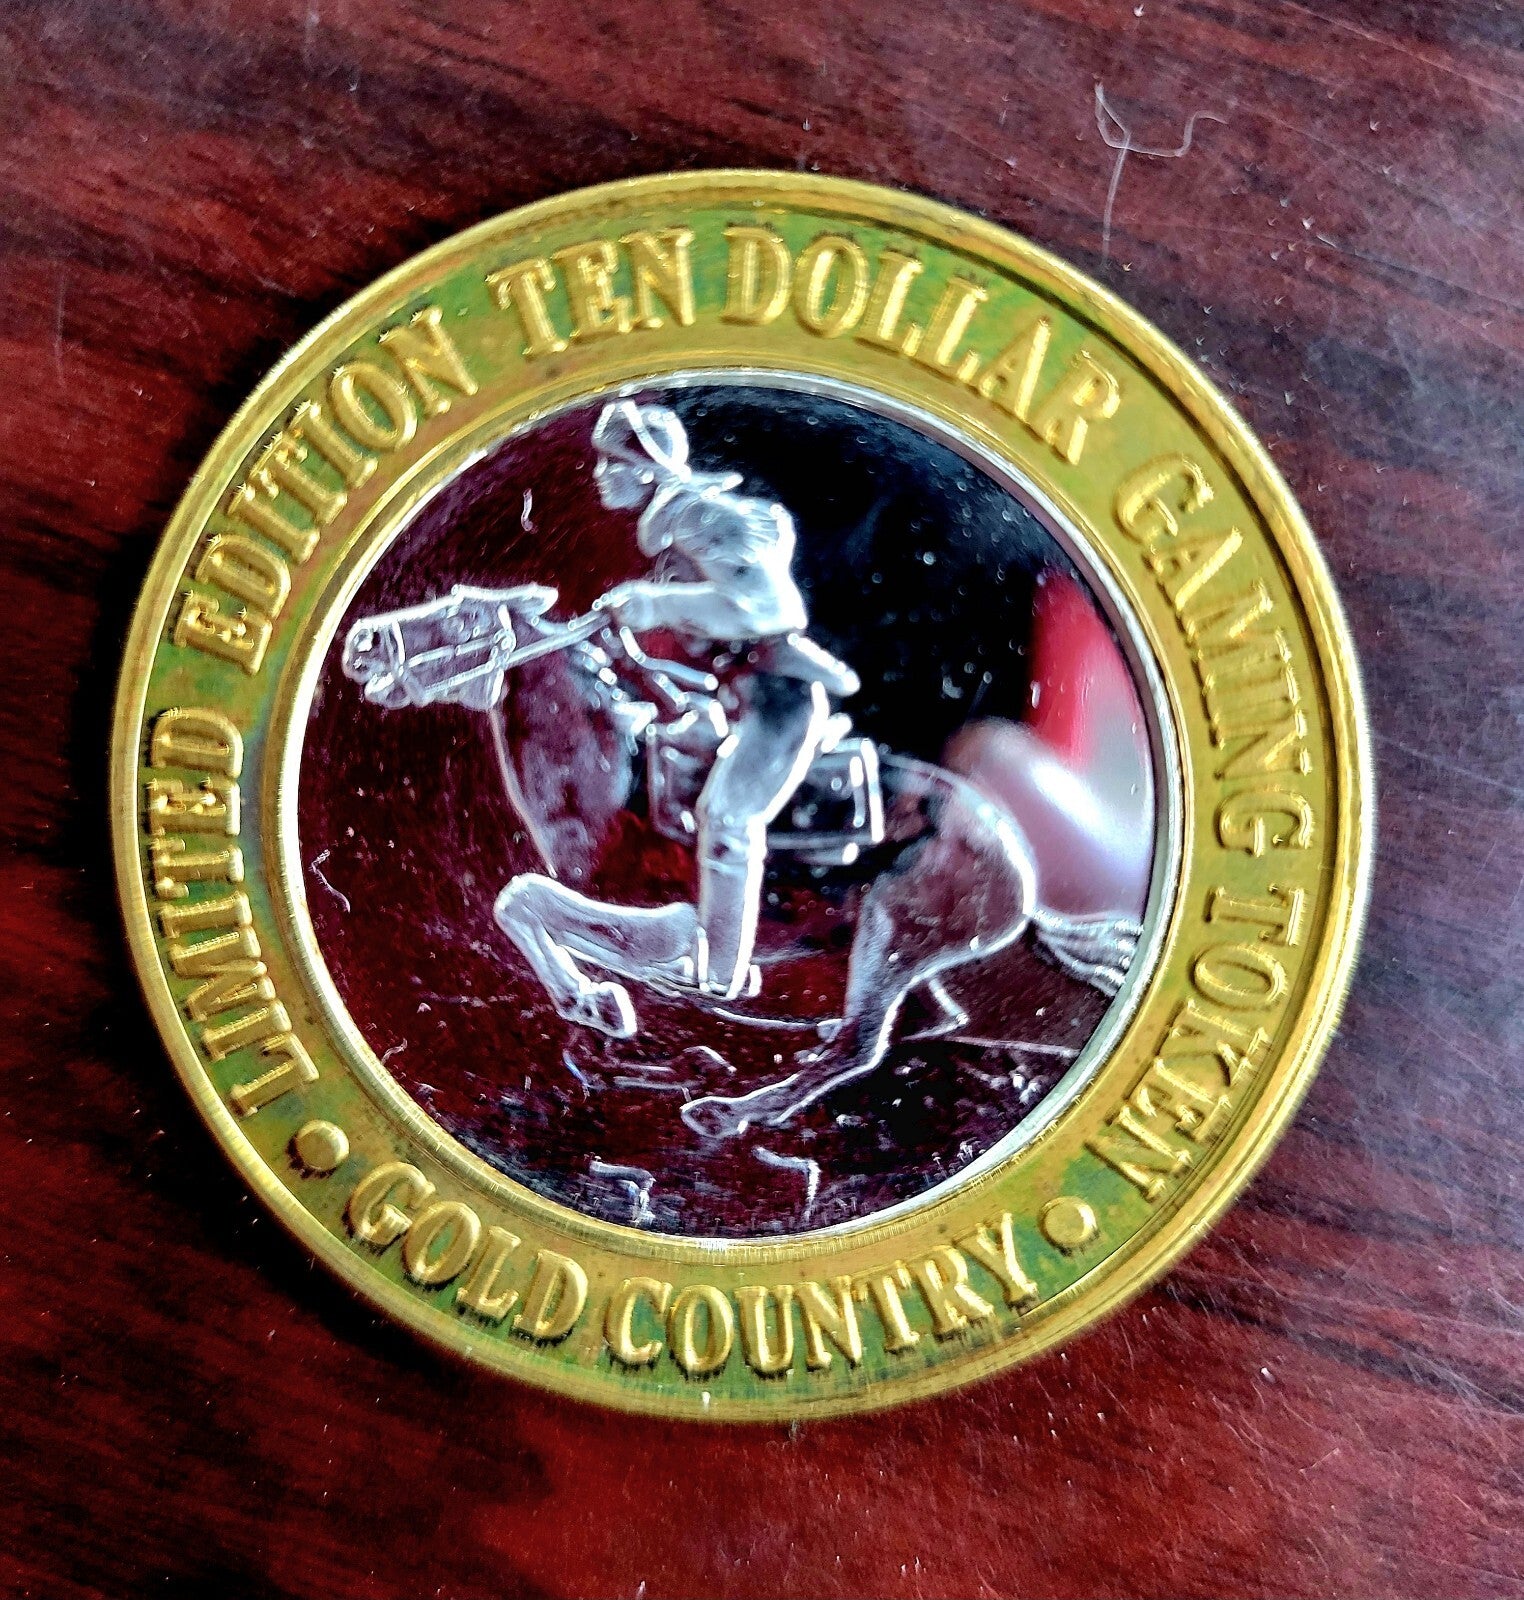 LIMITED EDITION TEN DOLLAR GAMING TOKEN
• GOLD COUNTRY •